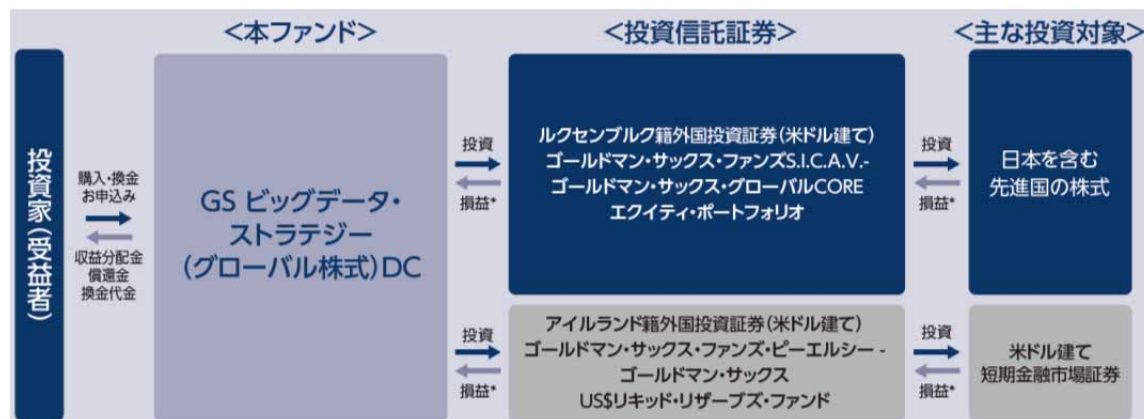 <本ファンド>
<投資信託証券>
<主な投資対象>
投資家(受益者)
購入・換金
お申込み
収益分配金
償還金
換金代金
GS ビッグデータ・
ストラテジー
(グローバル株式)DC
投資
損益*
ルクセンブルク籍外国投資証券(米ドル建て)
ゴールドマン・サックス・ファンズS.I.C.A.V.-
ゴールドマン・サックス・グローバルCORE
エクイティ・ポートフォリオ
投資
損益*
日本を含む
先進国の株式
投資
損益*
アイルランド籍外国投資証券(米ドル建て)
ゴールドマン・サックス・ファンズ・ピーエルシー -
ゴールドマン・サックス
US$リキッド・リザーブズ・ファンド
投資
損益*
米ドル建て
短期金融市場証券